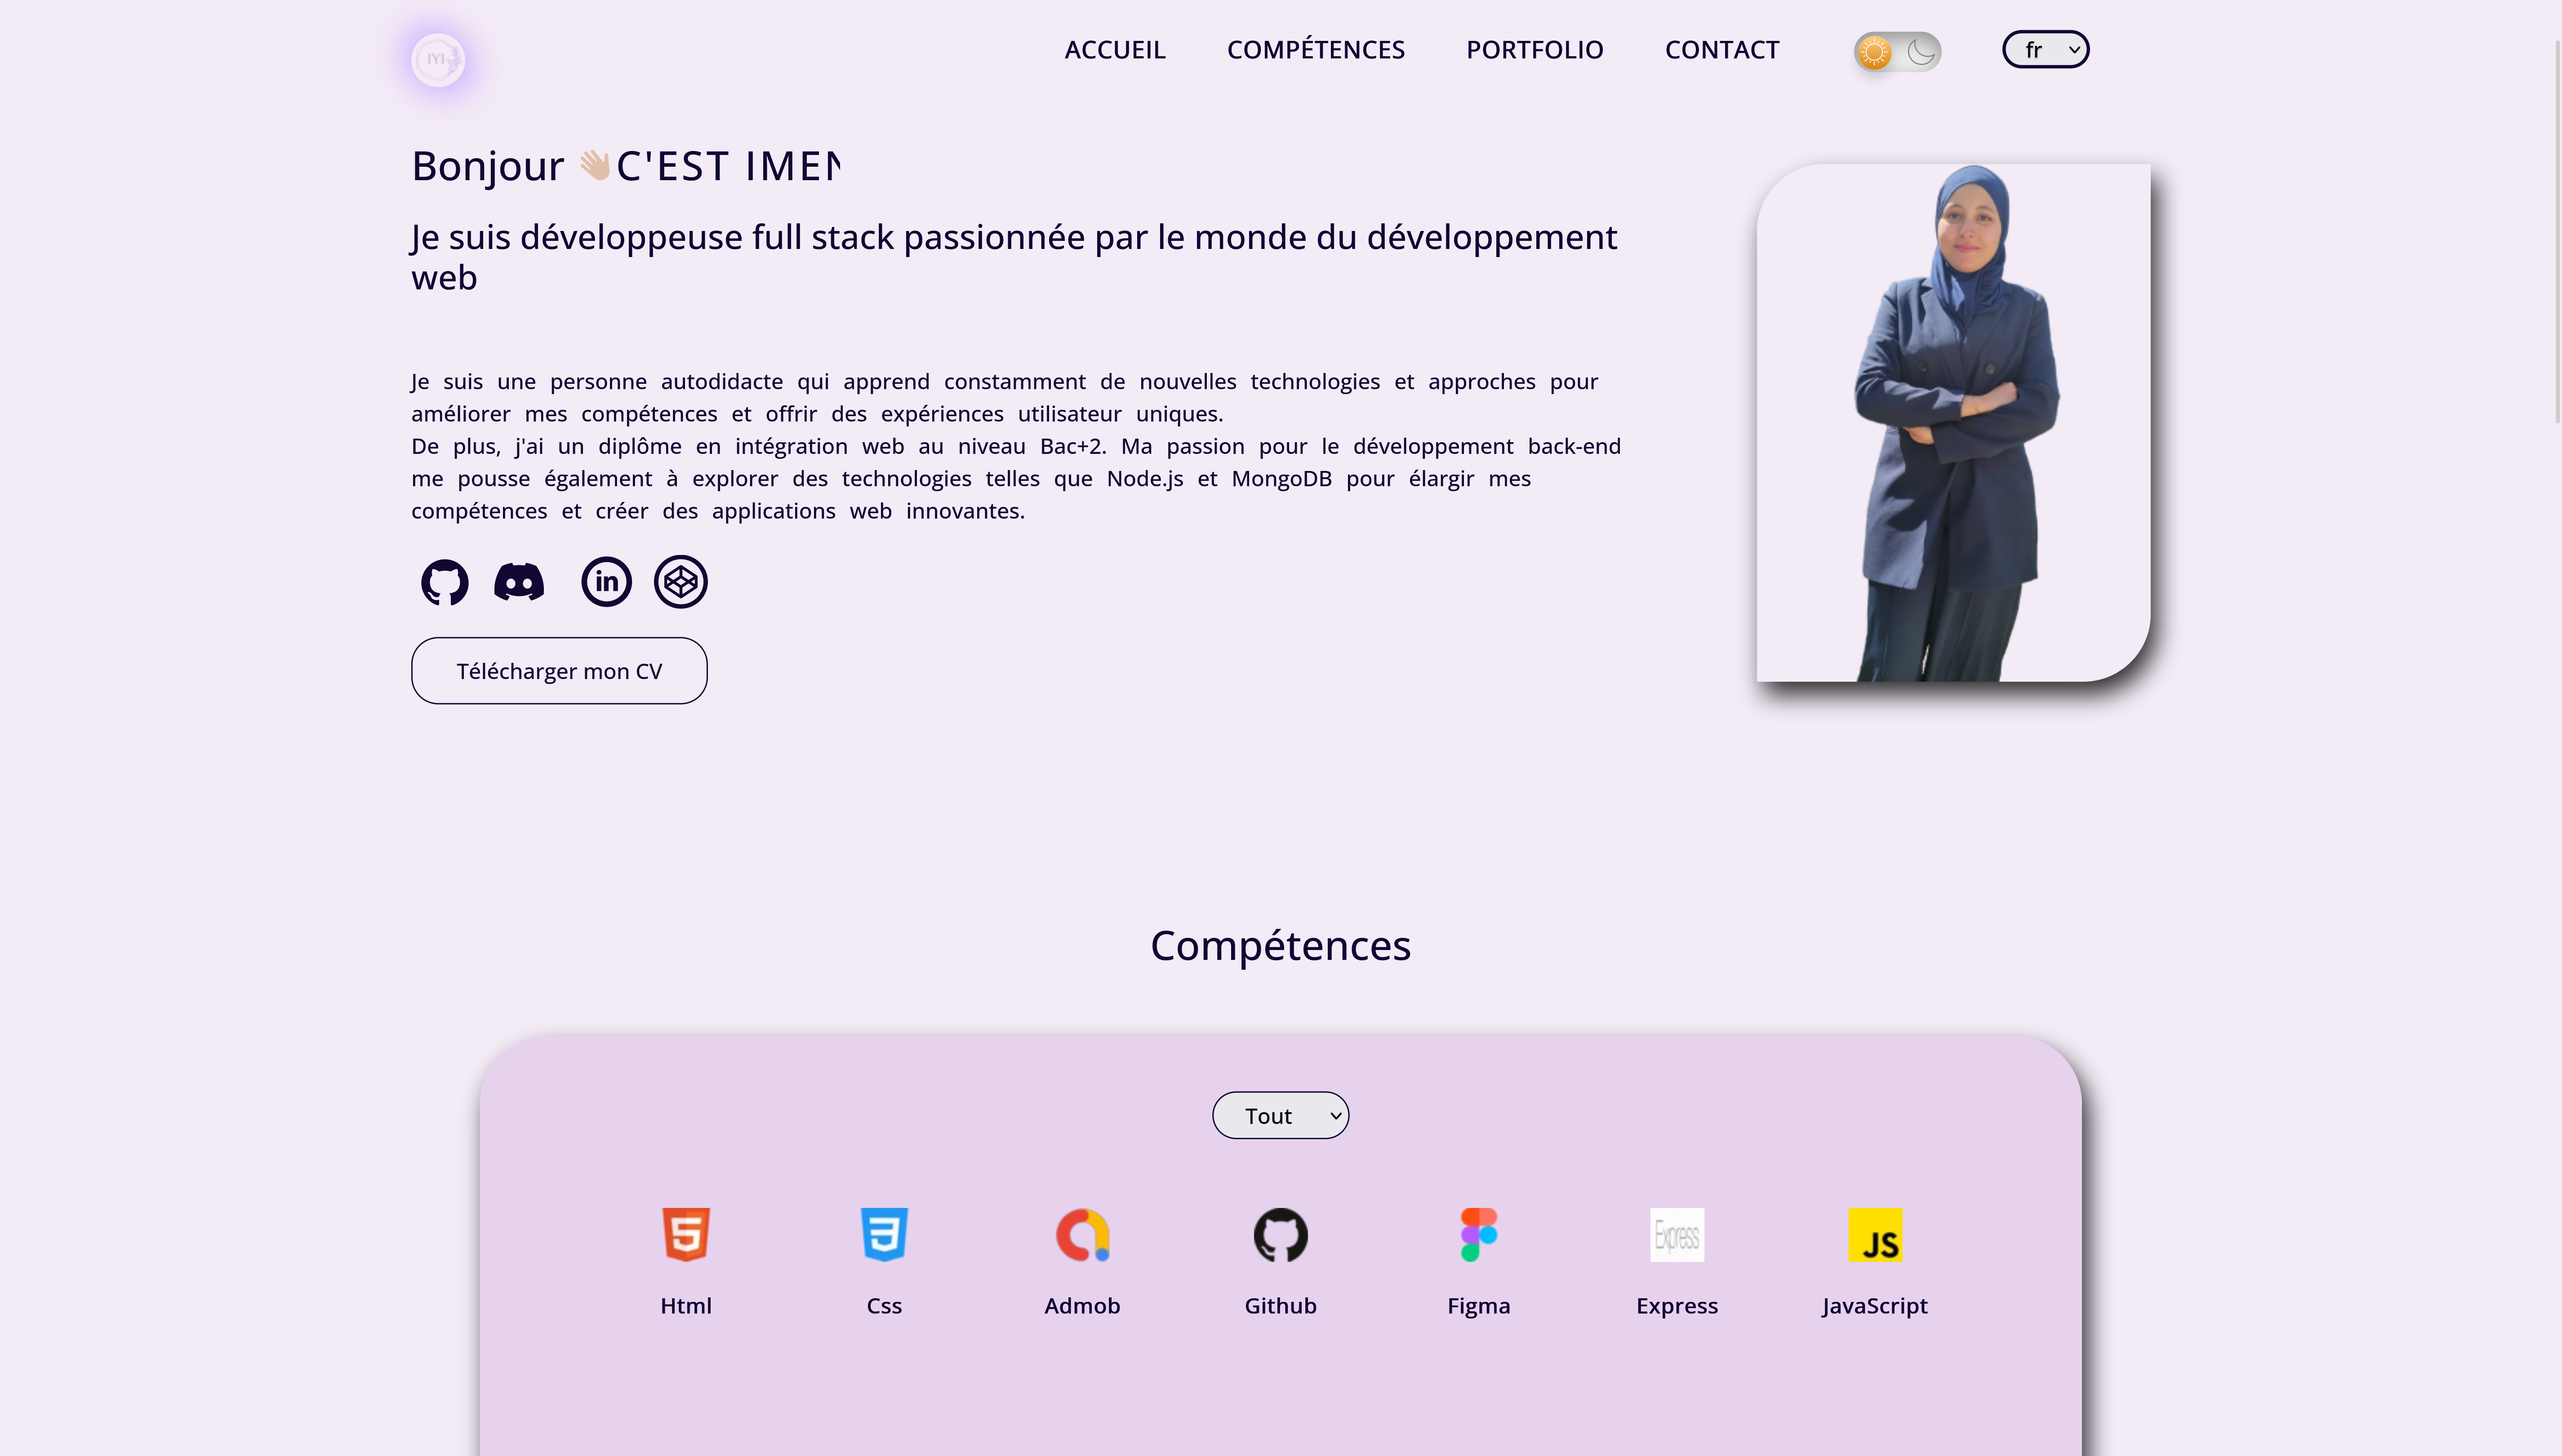 IYI
ACCUEIL COMPÉTENCES PORTFOLIO CONTACT fr
Bonjour 👋🏼C'EST IMEN
Je suis développeuse full stack passionnée par le monde du développement
web
Je suis une personne autodidacte qui apprend constamment de nouvelles technologies et approches pour
améliorer mes compétences et offrir des expériences utilisateur uniques.
De plus, j'ai un diplôme en intégration web au niveau Bac+2. Ma passion pour le développement back-end
me pousse également à explorer des technologies telles que Node.js et MongoDB pour élargir mes
compétences et créer des applications web innovantes.
in
Télécharger mon CV
Compétences
Tout
Express JS
Html Css Admob Github Figma Express JavaScript